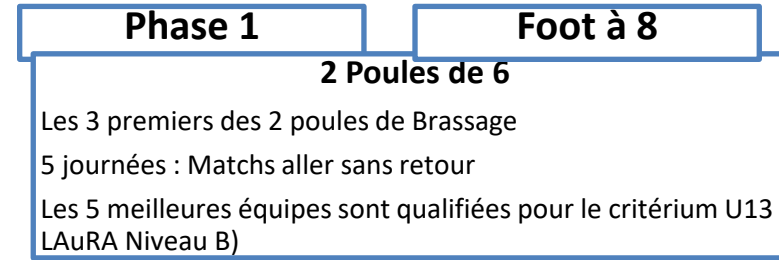 Phase 1
Foot à 8
2 Poules de 6
Les 3 premiers des 2 poules de Brassage
5 journées : Matchs aller sans retour
Les 5 meilleures équipes sont qualifiées pour le critérium U13
LAuRA Niveau B)